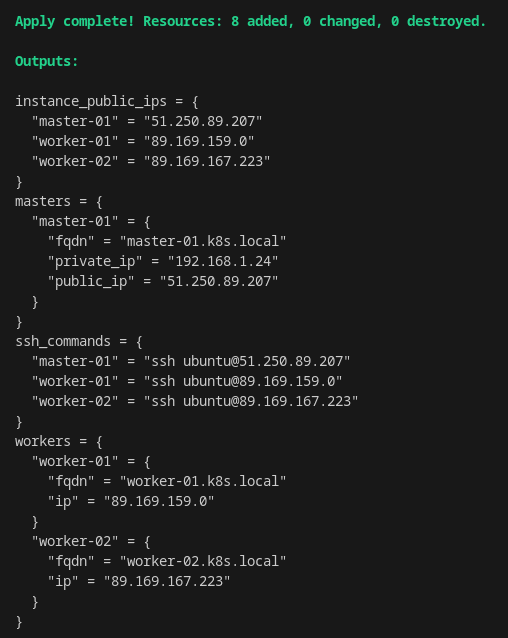 Apply complete! Resources: 8 added, 0 changed, 0 destroyed.

Outputs:

instance_public_ips = {
  "master-01" = "51.250.89.207"
  "worker-01" = "89.169.159.0"
  "worker-02" = "89.169.167.223"
}
masters = {
  "master-01" = {
    "fqdn" = "master-01.k8s.local"
    "private_ip" = "192.168.1.24"
    "public_ip" = "51.250.89.207"
  }
}
ssh_commands = {
  "master-01" = "ssh ubuntu@51.250.89.207"
  "worker-01" = "ssh ubuntu@89.169.159.0"
  "worker-02" = "ssh ubuntu@89.169.167.223"
}
workers = {
  "worker-01" = {
    "fqdn" = "worker-01.k8s.local"
    "ip" = "89.169.159.0"
  }
  "worker-02" = {
    "fqdn" = "worker-02.k8s.local"
    "ip" = "89.169.167.223"
  }
}